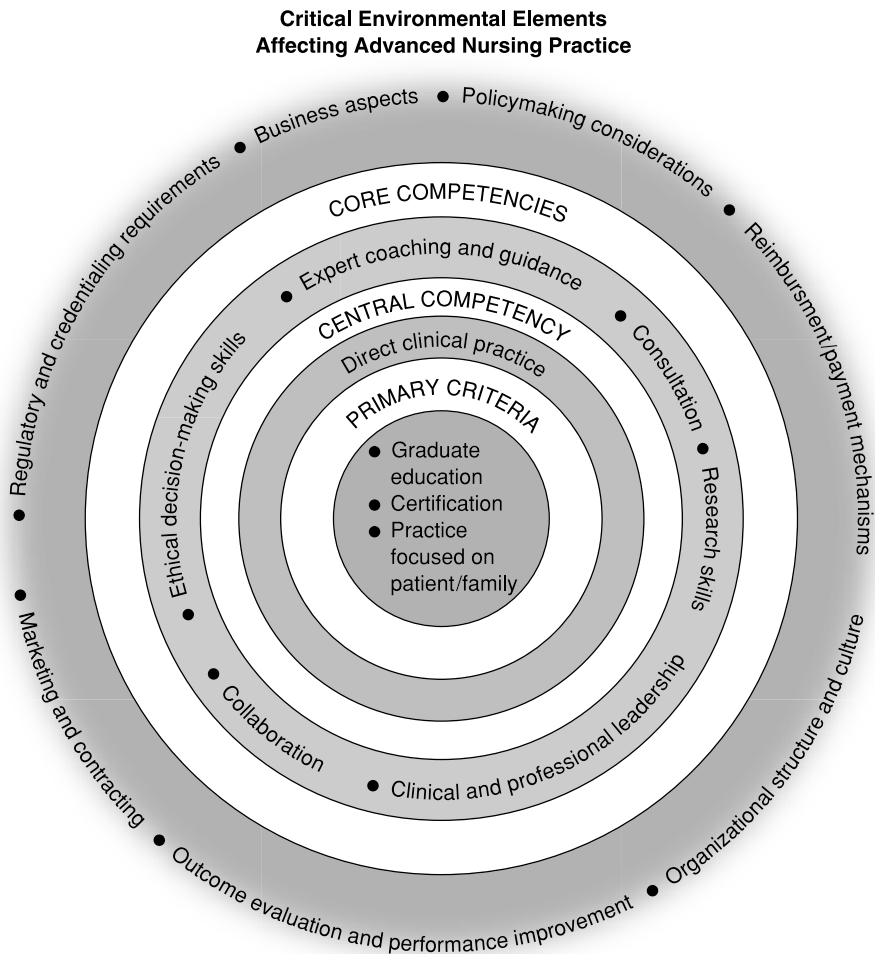 Critical Environmental Elements
Affecting Advanced Nursing Practice
● Business aspects
● Policymaking considerations
● Reimbursment/payment mechanisms
● Organizational structure and culture
● Outcome evaluation and performance improvement
● Marketing and contracting
● Regulatory and credentialing requirements
CORE COMPETENCIES
● Expert coaching and guidance
● Consultation
● Research skills
● Clinical and professional leadership
● Collaboration
● Ethical decision-making skills
CENTRAL COMPETENCY
Direct clinical practice
PRIMARY CRITERIA
● Graduate
education
● Certification
● Practice
focused on
patient/family